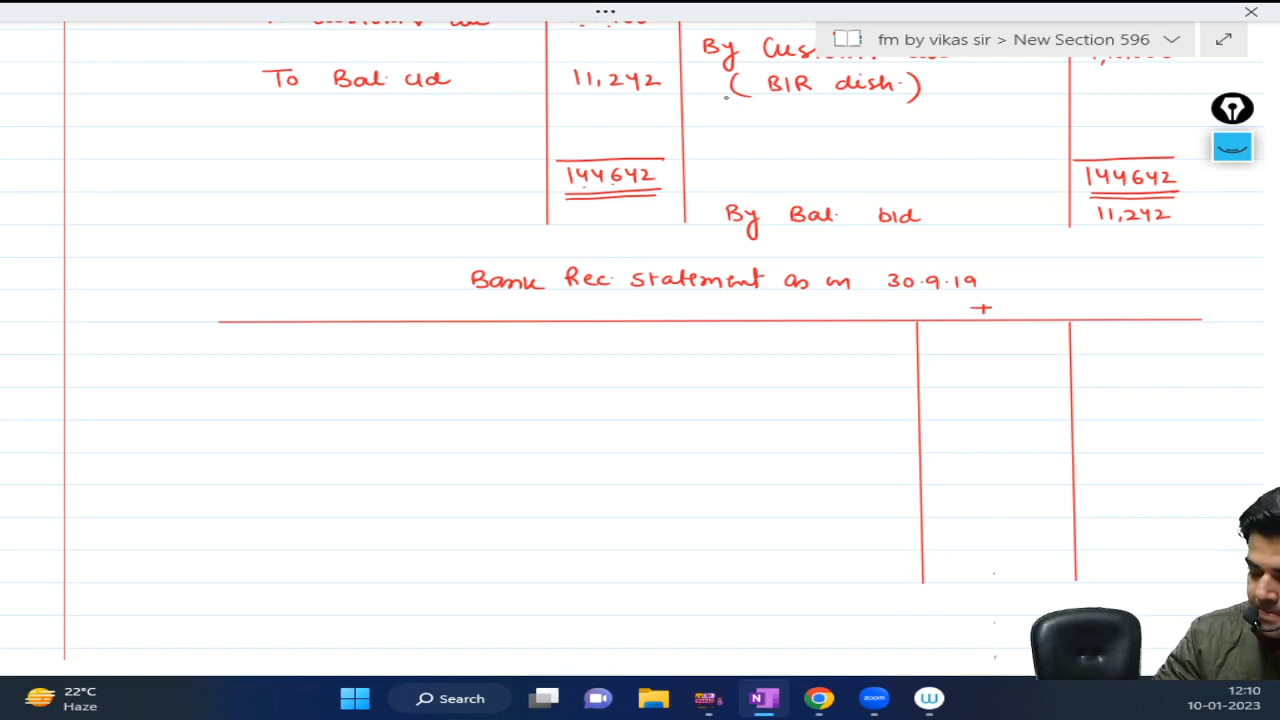 fm by vikas sir > New Section 596
By
To Bal c/d 11,242 ( B/R dish. )
144642 144642
By Bal. b/d 11,242
Bank Rec. Statement as on 30.9.19
+
22°C
Haze
Search
12:10
10-01-2023